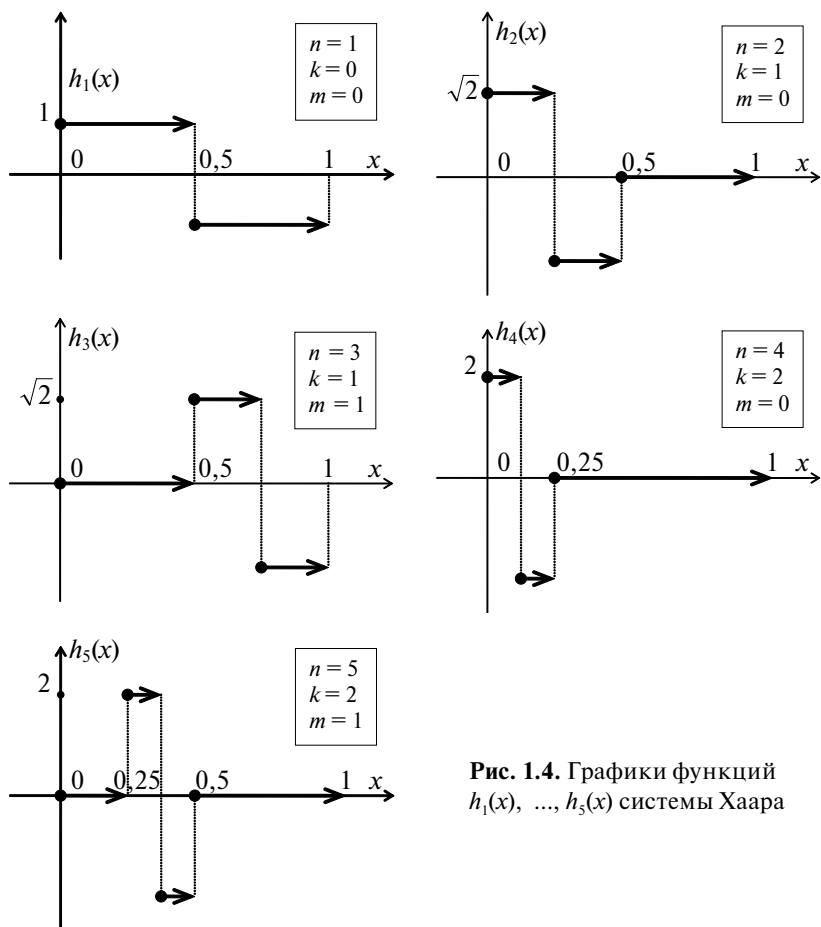 h₁(x)
n = 1
k = 0
m = 0
1
0 0,5 1 x
h₂(x)
n = 2
k = 1
m = 0
√2
0 0,5 1 x
h₃(x)
n = 3
k = 1
m = 1
√2
0 0,5 1 x
h₄(x)
n = 4
k = 2
m = 0
2
0 0,25 1 x
h₅(x)
n = 5
k = 2
m = 1
2
0 0,25 0,5 1 x
Рис. 1.4. Графики функций
h₁(x), ..., h₅(x) системы Хаара